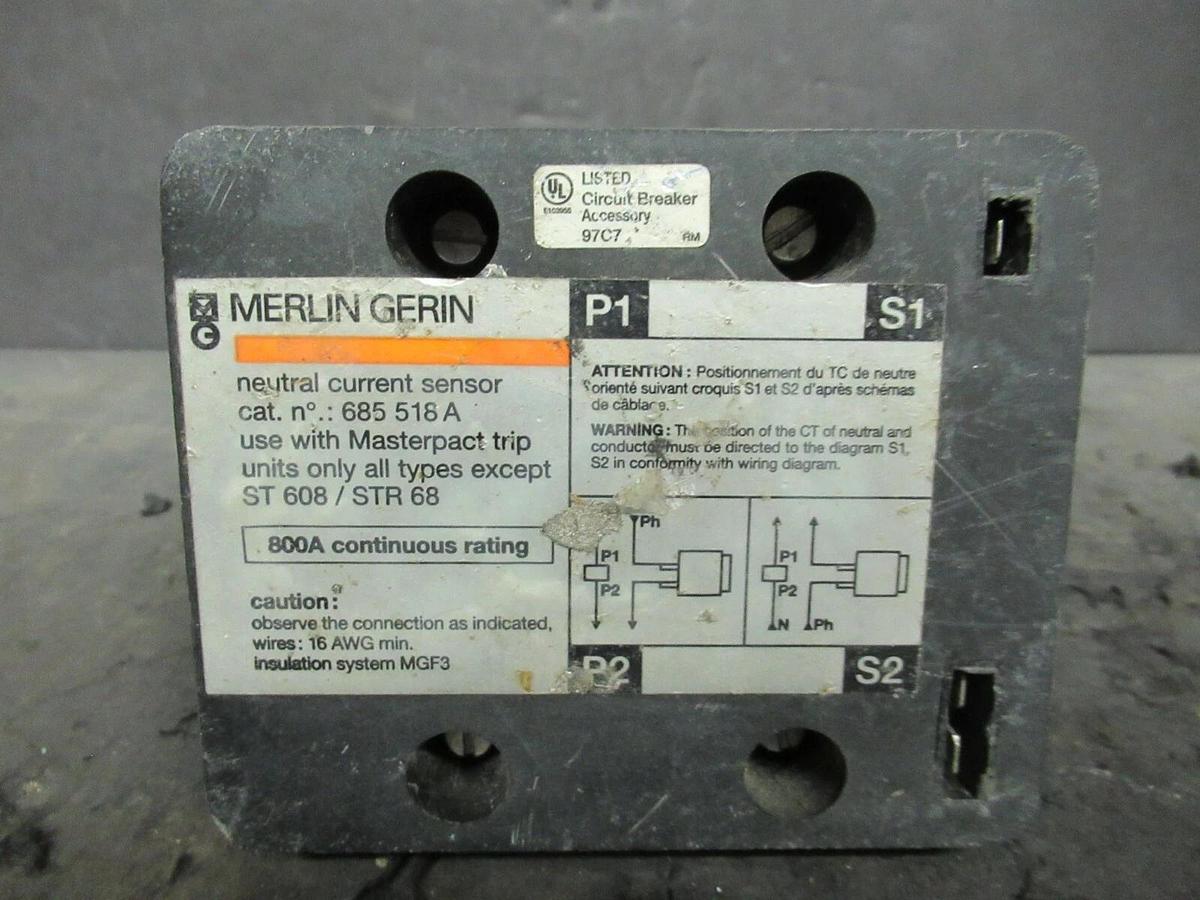 UL LISTED
Circuit Breaker
Accessory
97C7 RM
MERLIN GERIN
neutral current sensor
cat. n°.: 685 518 A
use with Masterpact trip
units only all types except
ST 608 / STR 68
800A continuous rating
caution:
observe the connection as indicated,
wires: 16 AWG min.
insulation system MGF3
P1 S1
ATTENTION : Positionnement du TC de neutre
orienté suivant croquis S1 et S2 d'après schémas
de câblage.
WARNING: The position of the CT of neutral and
conductor must be directed to the diagram S1,
S2 in conformity with wiring diagram.
Ph
P1
P2
P1
P2
N Ph
P2 S2